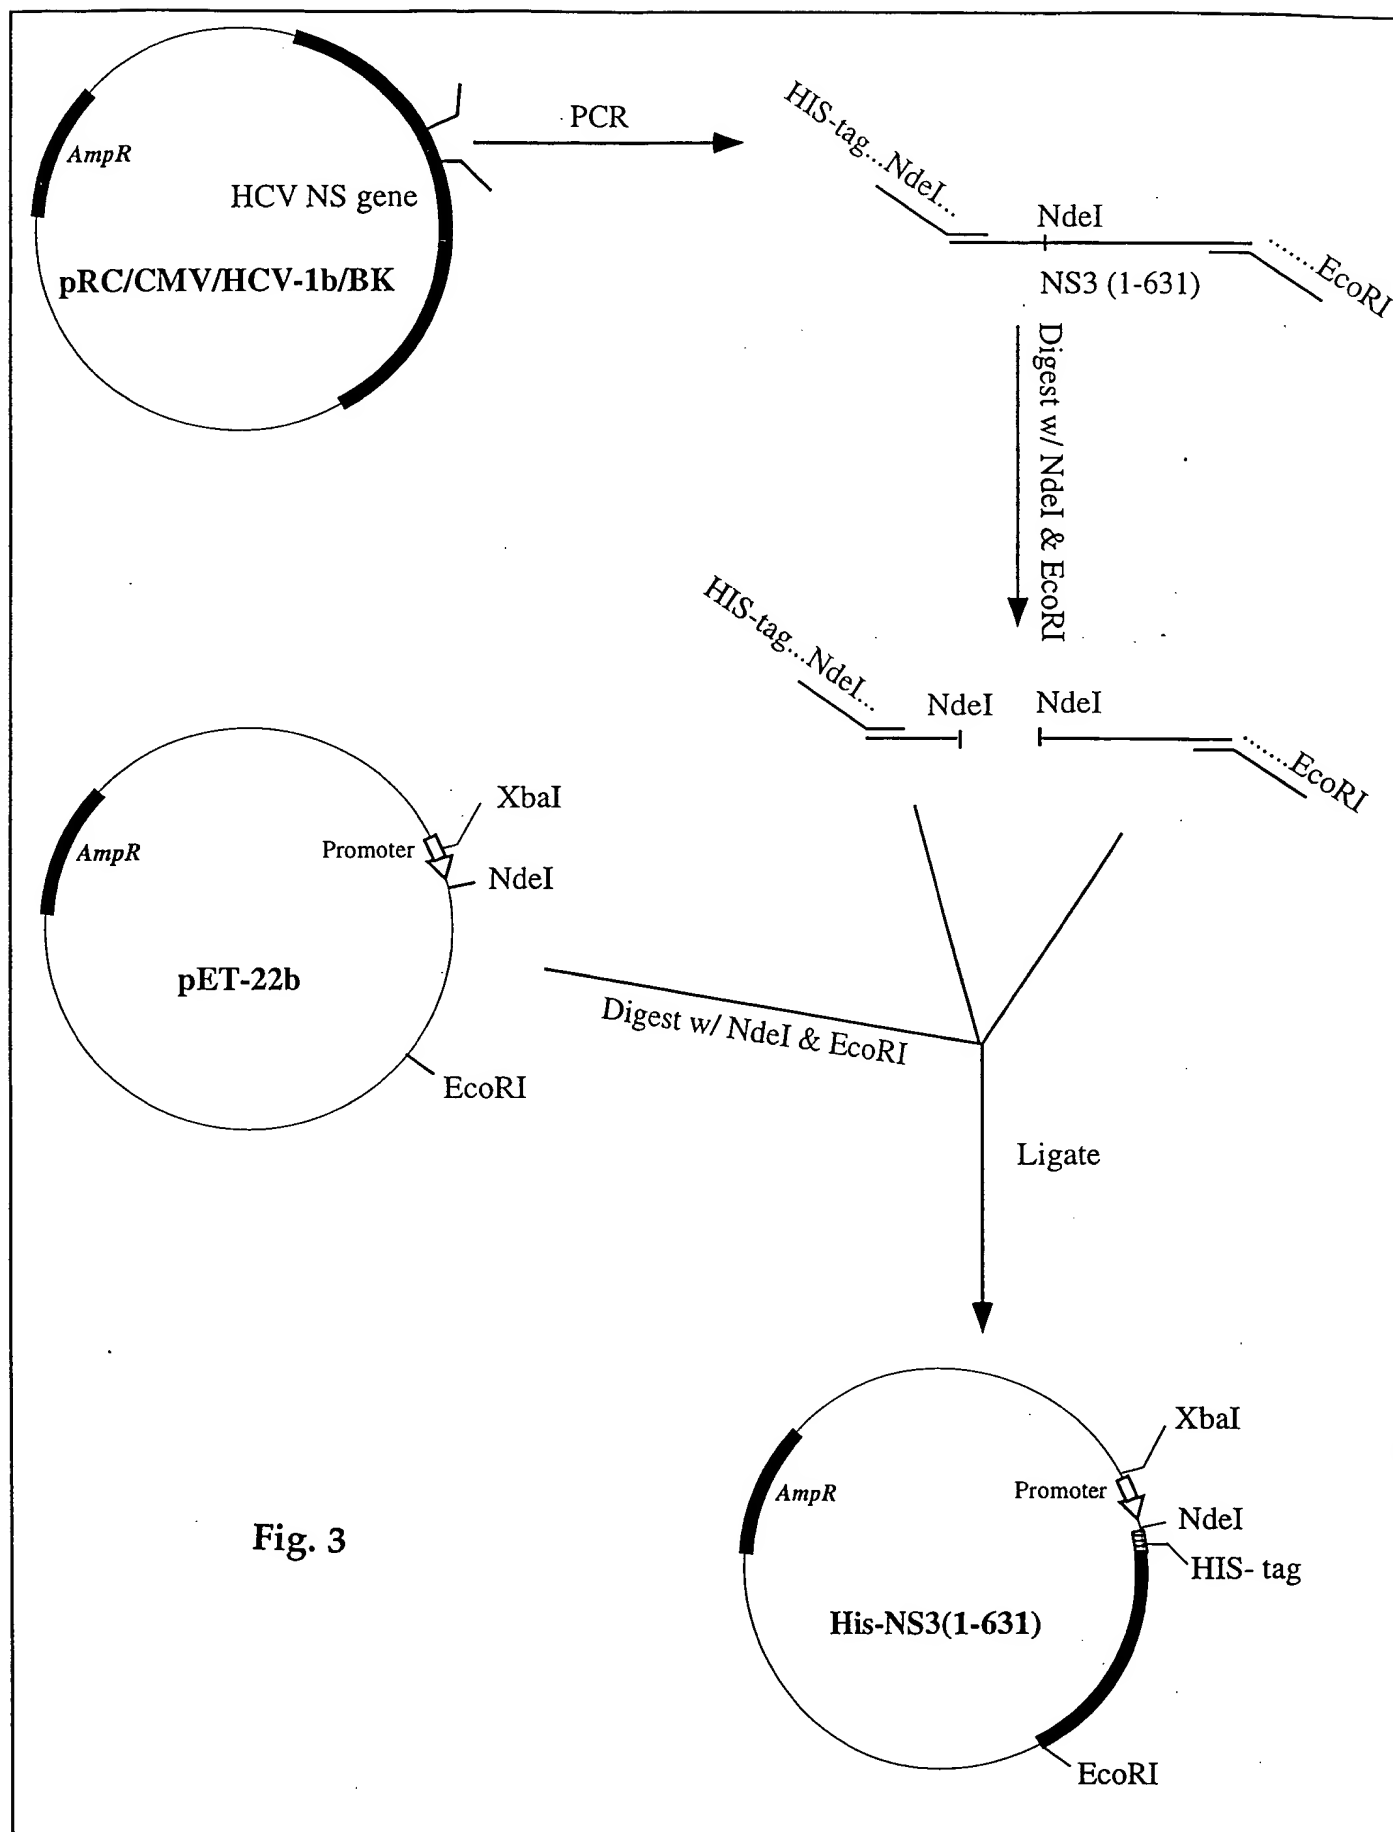 PCR
HIS-tag...NdeI...
AmpR
HCV NS gene
NdeI
pRC/CMV/HCV-1b/BK
NS3 (1-631)
.......EcoRI
Digest w/ NdeI & EcoRI
HIS-tag...NdeI...
NdeI
NdeI
.......EcoRI
XbaI
AmpR
Promoter
NdeI
pET-22b
Digest w/ NdeI & EcoRI
EcoRI
Ligate
XbaI
AmpR
Promoter
NdeI
Fig. 3
HIS- tag
His-NS3(1-631)
EcoRI